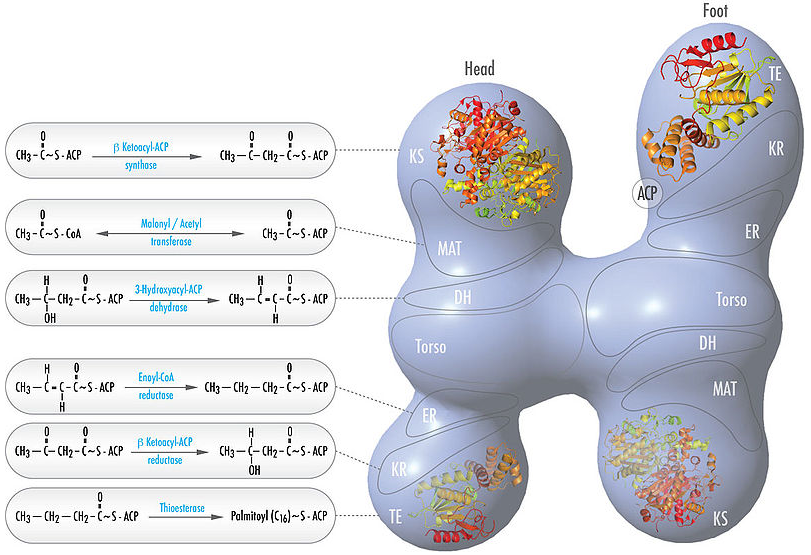 Foot
Head
TE
KR
ACP
ER
Torso
DH
MAT
KS
KS
MAT
DH
Torso
ER
KR
TE
O O O
CH₃–C~S-ACP β Ketoacyl-ACP synthase CH₃–C–CH₂–C~S-ACP
O O
CH₃–C~S-CoA Malonyl / Acetyl transferase CH₃–C~S-ACP
H O H O
CH₃–C–CH₂–C~S-ACP 3-Hydroxyacyl-ACP dehydrase CH₃–C=C–C~S-ACP
OH H
H O O
CH₃–C=C–C~S-ACP Enoyl-CoA reductase CH₃–CH₂–CH₂–C~S-ACP
H
O O H O
CH₃–C–CH₂–C~S-ACP β Ketoacyl-ACP reductase CH₃–C–CH₂–C~S-ACP
OH
O
CH₃–CH₂–CH₂–C~S-ACP Thioesterase Palmitoyl (C₁₆)~S-ACP